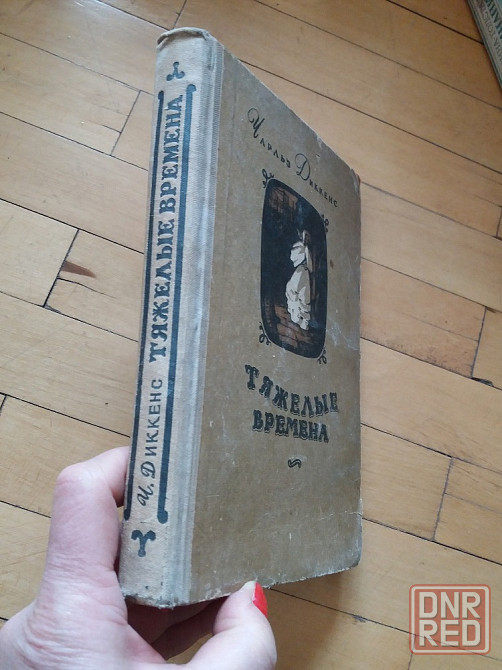 Ч. Диккенс ТЯЖЕЛЫЕ ВРЕМЕНА
Чарльз Диккенс
ТЯЖЕЛЫЕ
ВРЕМЕНА
DNR
RED